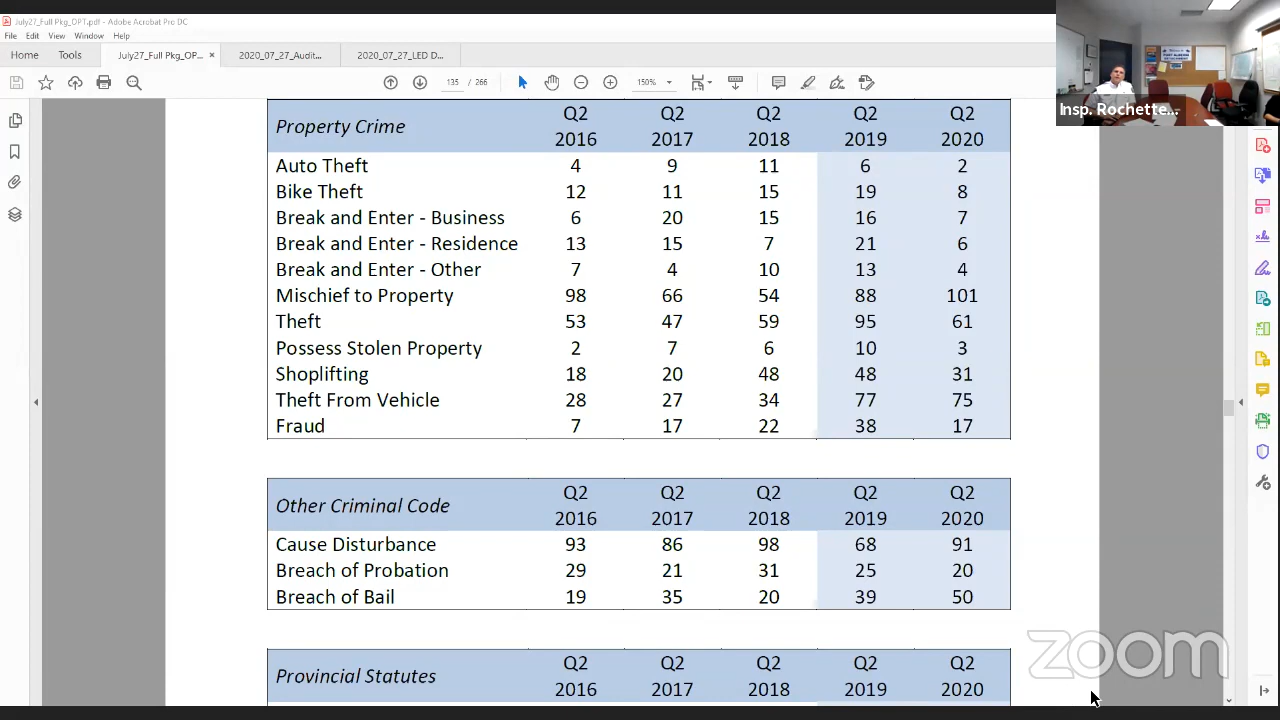 July27_Full Pkg_OPT.pdf - Adobe Acrobat Pro DC
File Edit View Window Help
Home Tools July27_Full Pkg_OP... × 2020_07_27_Audit... 2020_07_27_LED D...
135 / 266 150%
Insp. Rochette...
Property Crime Q2 2016 Q2 2017 Q2 2018 Q2 2019 Q2 2020
Auto Theft 4 9 11 6 2
Bike Theft 12 11 15 19 8
Break and Enter - Business 6 20 15 16 7
Break and Enter - Residence 13 15 7 21 6
Break and Enter - Other 7 4 10 13 4
Mischief to Property 98 66 54 88 101
Theft 53 47 59 95 61
Possess Stolen Property 2 7 6 10 3
Shoplifting 18 20 48 48 31
Theft From Vehicle 28 27 34 77 75
Fraud 7 17 22 38 17
Other Criminal Code Q2 2016 Q2 2017 Q2 2018 Q2 2019 Q2 2020
Cause Disturbance 93 86 98 68 91
Breach of Probation 29 21 31 25 20
Breach of Bail 19 35 20 39 50
Provincial Statutes Q2 2016 Q2 2017 Q2 2018 Q2 2019 Q2 2020
zoom